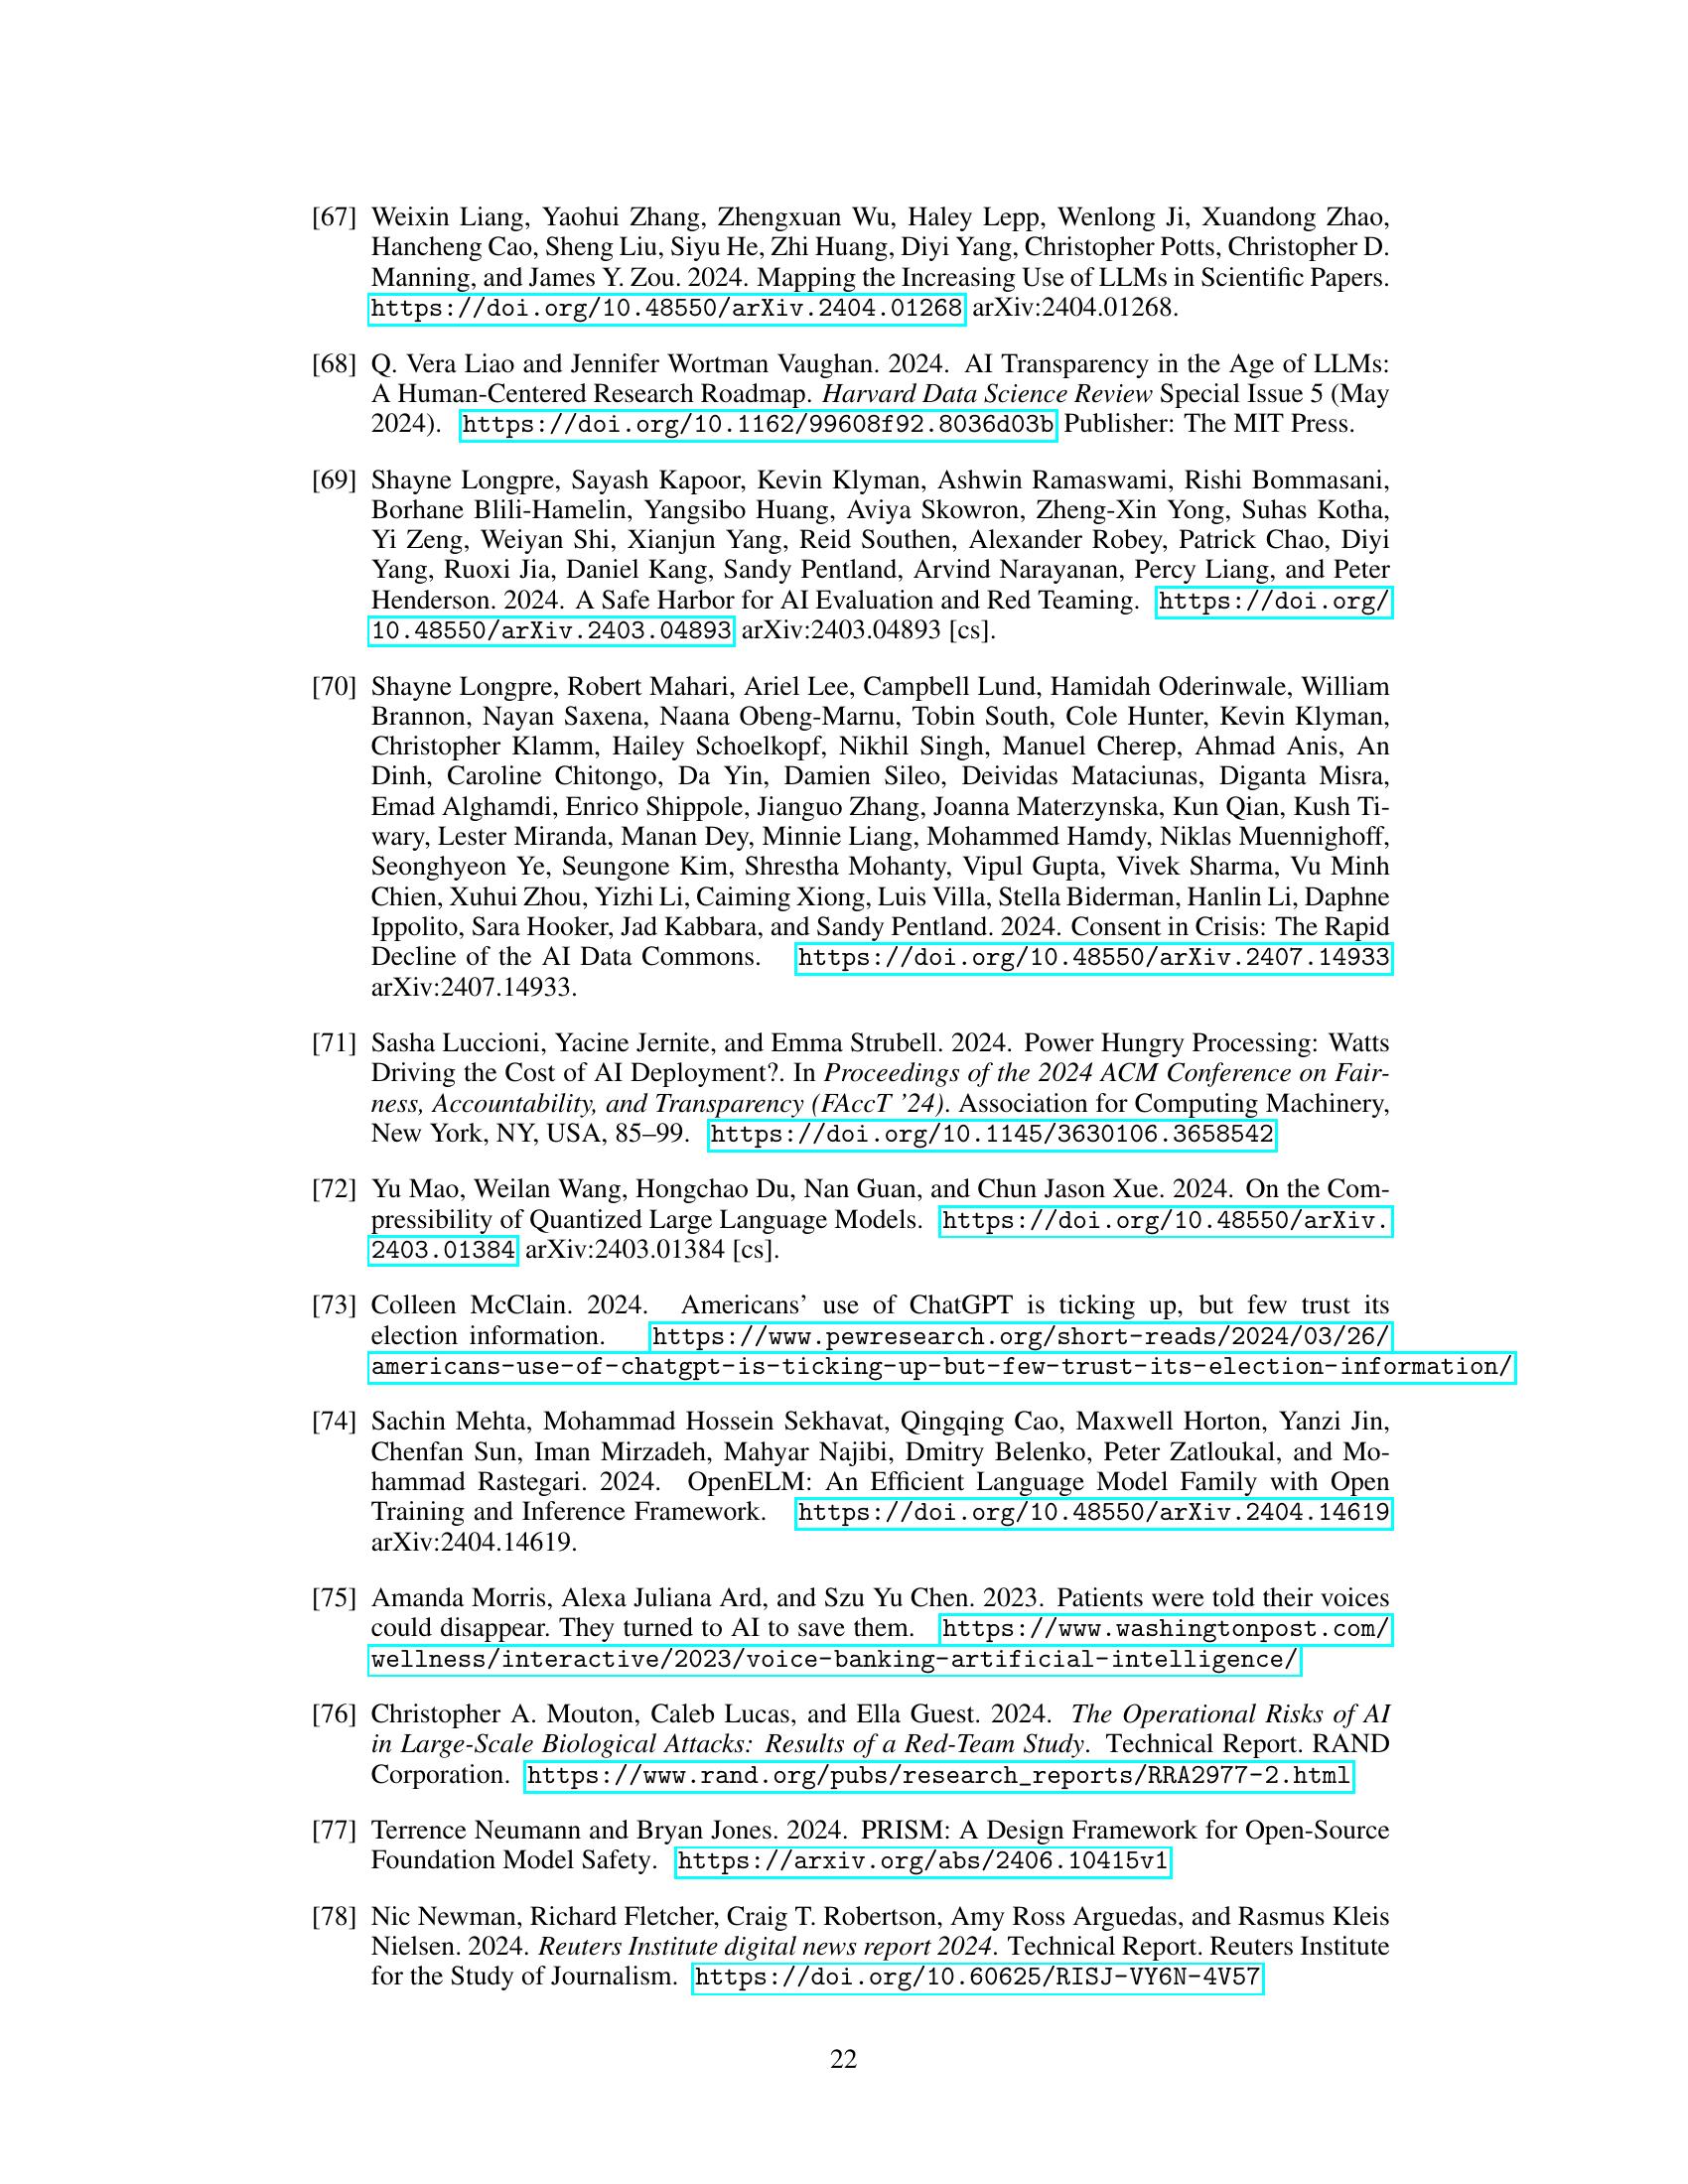 [67] Weixin Liang, Yaohui Zhang, Zhengxuan Wu, Haley Lepp, Wenlong Ji, Xuandong Zhao,
Hancheng Cao, Sheng Liu, Siyu He, Zhi Huang, Diyi Yang, Christopher Potts, Christopher D.
Manning, and James Y. Zou. 2024. Mapping the Increasing Use of LLMs in Scientific Papers.
https://doi.org/10.48550/arXiv.2404.01268 arXiv:2404.01268.
[68] Q. Vera Liao and Jennifer Wortman Vaughan. 2024. AI Transparency in the Age of LLMs:
A Human-Centered Research Roadmap. Harvard Data Science Review Special Issue 5 (May
2024). https://doi.org/10.1162/99608f92.8036d03b Publisher: The MIT Press.
[69] Shayne Longpre, Sayash Kapoor, Kevin Klyman, Ashwin Ramaswami, Rishi Bommasani,
Borhane Blili-Hamelin, Yangsibo Huang, Aviya Skowron, Zheng-Xin Yong, Suhas Kotha,
Yi Zeng, Weiyan Shi, Xianjun Yang, Reid Southen, Alexander Robey, Patrick Chao, Diyi
Yang, Ruoxi Jia, Daniel Kang, Sandy Pentland, Arvind Narayanan, Percy Liang, and Peter
Henderson. 2024. A Safe Harbor for AI Evaluation and Red Teaming. https://doi.org/
10.48550/arXiv.2403.04893 arXiv:2403.04893 [cs].
[70] Shayne Longpre, Robert Mahari, Ariel Lee, Campbell Lund, Hamidah Oderinwale, William
Brannon, Nayan Saxena, Naana Obeng-Marnu, Tobin South, Cole Hunter, Kevin Klyman,
Christopher Klamm, Hailey Schoelkopf, Nikhil Singh, Manuel Cherep, Ahmad Anis, An
Dinh, Caroline Chitongo, Da Yin, Damien Sileo, Deividas Mataciunas, Diganta Misra,
Emad Alghamdi, Enrico Shippole, Jianguo Zhang, Joanna Materzynska, Kun Qian, Kush Ti-
wary, Lester Miranda, Manan Dey, Minnie Liang, Mohammed Hamdy, Niklas Muennighoff,
Seonghyeon Ye, Seungone Kim, Shrestha Mohanty, Vipul Gupta, Vivek Sharma, Vu Minh
Chien, Xuhui Zhou, Yizhi Li, Caiming Xiong, Luis Villa, Stella Biderman, Hanlin Li, Daphne
Ippolito, Sara Hooker, Jad Kabbara, and Sandy Pentland. 2024. Consent in Crisis: The Rapid
Decline of the AI Data Commons. https://doi.org/10.48550/arXiv.2407.14933
arXiv:2407.14933.
[71] Sasha Luccioni, Yacine Jernite, and Emma Strubell. 2024. Power Hungry Processing: Watts
Driving the Cost of AI Deployment?. In Proceedings of the 2024 ACM Conference on Fair-
ness, Accountability, and Transparency (FAccT '24). Association for Computing Machinery,
New York, NY, USA, 85–99. https://doi.org/10.1145/3630106.3658542
[72] Yu Mao, Weilan Wang, Hongchao Du, Nan Guan, and Chun Jason Xue. 2024. On the Com-
pressibility of Quantized Large Language Models. https://doi.org/10.48550/arXiv.
2403.01384 arXiv:2403.01384 [cs].
[73] Colleen McClain. 2024. Americans' use of ChatGPT is ticking up, but few trust its
election information. https://www.pewresearch.org/short-reads/2024/03/26/
americans-use-of-chatgpt-is-ticking-up-but-few-trust-its-election-information/
[74] Sachin Mehta, Mohammad Hossein Sekhavat, Qingqing Cao, Maxwell Horton, Yanzi Jin,
Chenfan Sun, Iman Mirzadeh, Mahyar Najibi, Dmitry Belenko, Peter Zatloukal, and Mo-
hammad Rastegari. 2024. OpenELM: An Efficient Language Model Family with Open
Training and Inference Framework. https://doi.org/10.48550/arXiv.2404.14619
arXiv:2404.14619.
[75] Amanda Morris, Alexa Juliana Ard, and Szu Yu Chen. 2023. Patients were told their voices
could disappear. They turned to AI to save them. https://www.washingtonpost.com/
wellness/interactive/2023/voice-banking-artificial-intelligence/
[76] Christopher A. Mouton, Caleb Lucas, and Ella Guest. 2024. The Operational Risks of AI
in Large-Scale Biological Attacks: Results of a Red-Team Study. Technical Report. RAND
Corporation. https://www.rand.org/pubs/research_reports/RRA2977-2.html
[77] Terrence Neumann and Bryan Jones. 2024. PRISM: A Design Framework for Open-Source
Foundation Model Safety. https://arxiv.org/abs/2406.10415v1
[78] Nic Newman, Richard Fletcher, Craig T. Robertson, Amy Ross Arguedas, and Rasmus Kleis
Nielsen. 2024. Reuters Institute digital news report 2024. Technical Report. Reuters Institute
for the Study of Journalism. https://doi.org/10.60625/RISJ-VY6N-4V57
22